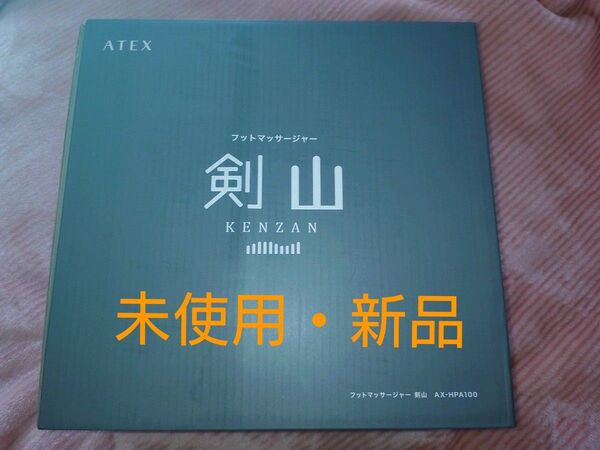 ATEX
フットマッサージャー
剣山
KENZAN
未使用・新品
フットマッサージャー 剣山 AX-HPA100